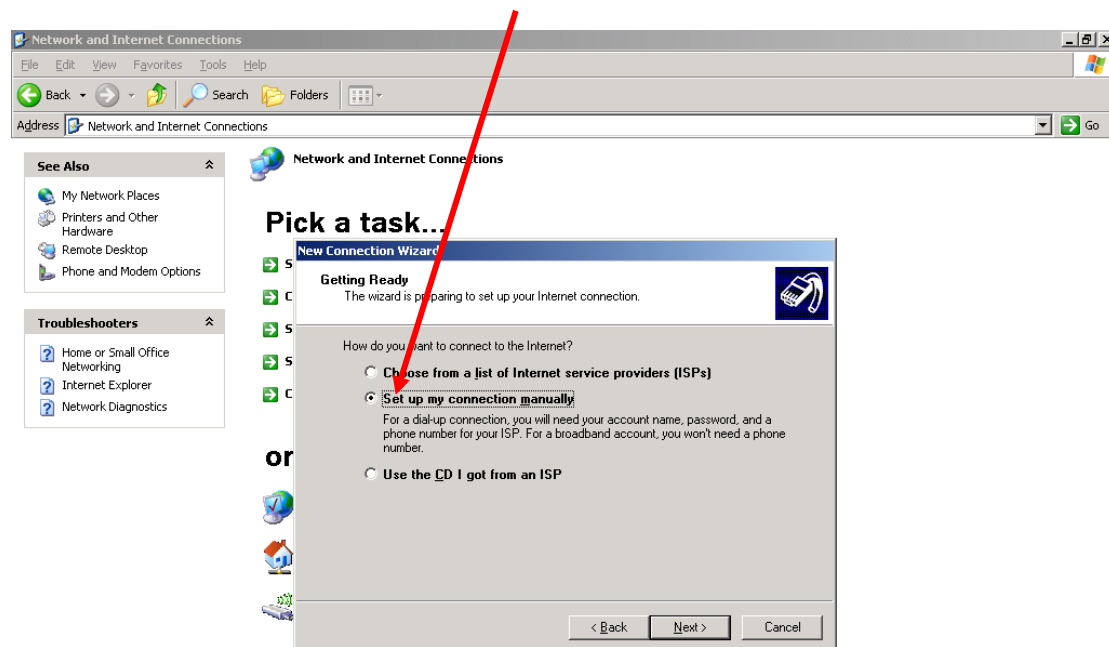 Network and Internet Connections
File Edit View Favorites Tools Help
Back Search Folders
Address Network and Internet Connections Go
See Also
My Network Places
Printers and Other
Hardware
Remote Desktop
Phone and Modem Options
Troubleshooters
Home or Small Office
Networking
Internet Explorer
Network Diagnostics
Network and Internet Connections
Pick a task...
S
C
S
S
C
or
New Connection Wizard
Getting Ready
The wizard is preparing to set up your Internet connection.
How do you want to connect to the Internet?
Choose from a list of Internet service providers (ISPs)
Set up my connection manually
For a dial-up connection, you will need your account name, password, and a
phone number for your ISP. For a broadband account, you won't need a phone
number.
Use the CD I got from an ISP
< Back Next > Cancel